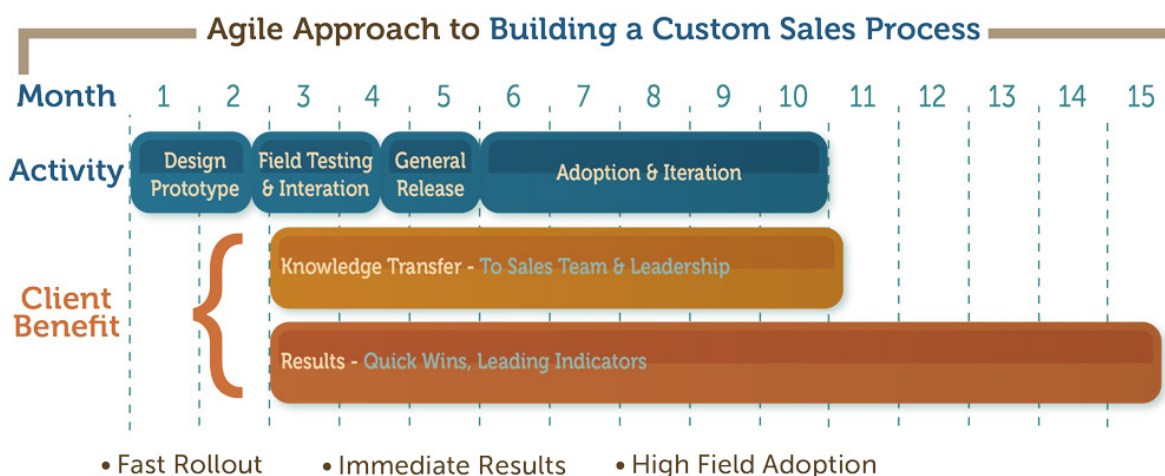 Agile Approach to Building a Custom Sales Process
Month 1 2 3 4 5 6 7 8 9 10 11 12 13 14 15
Activity
Design
Prototype
Field Testing
& Interation
General
Release
Adoption & Iteration
Client
Benefit
Knowledge Transfer - To Sales Team & Leadership
Results - Quick Wins, Leading Indicators
• Fast Rollout • Immediate Results • High Field Adoption